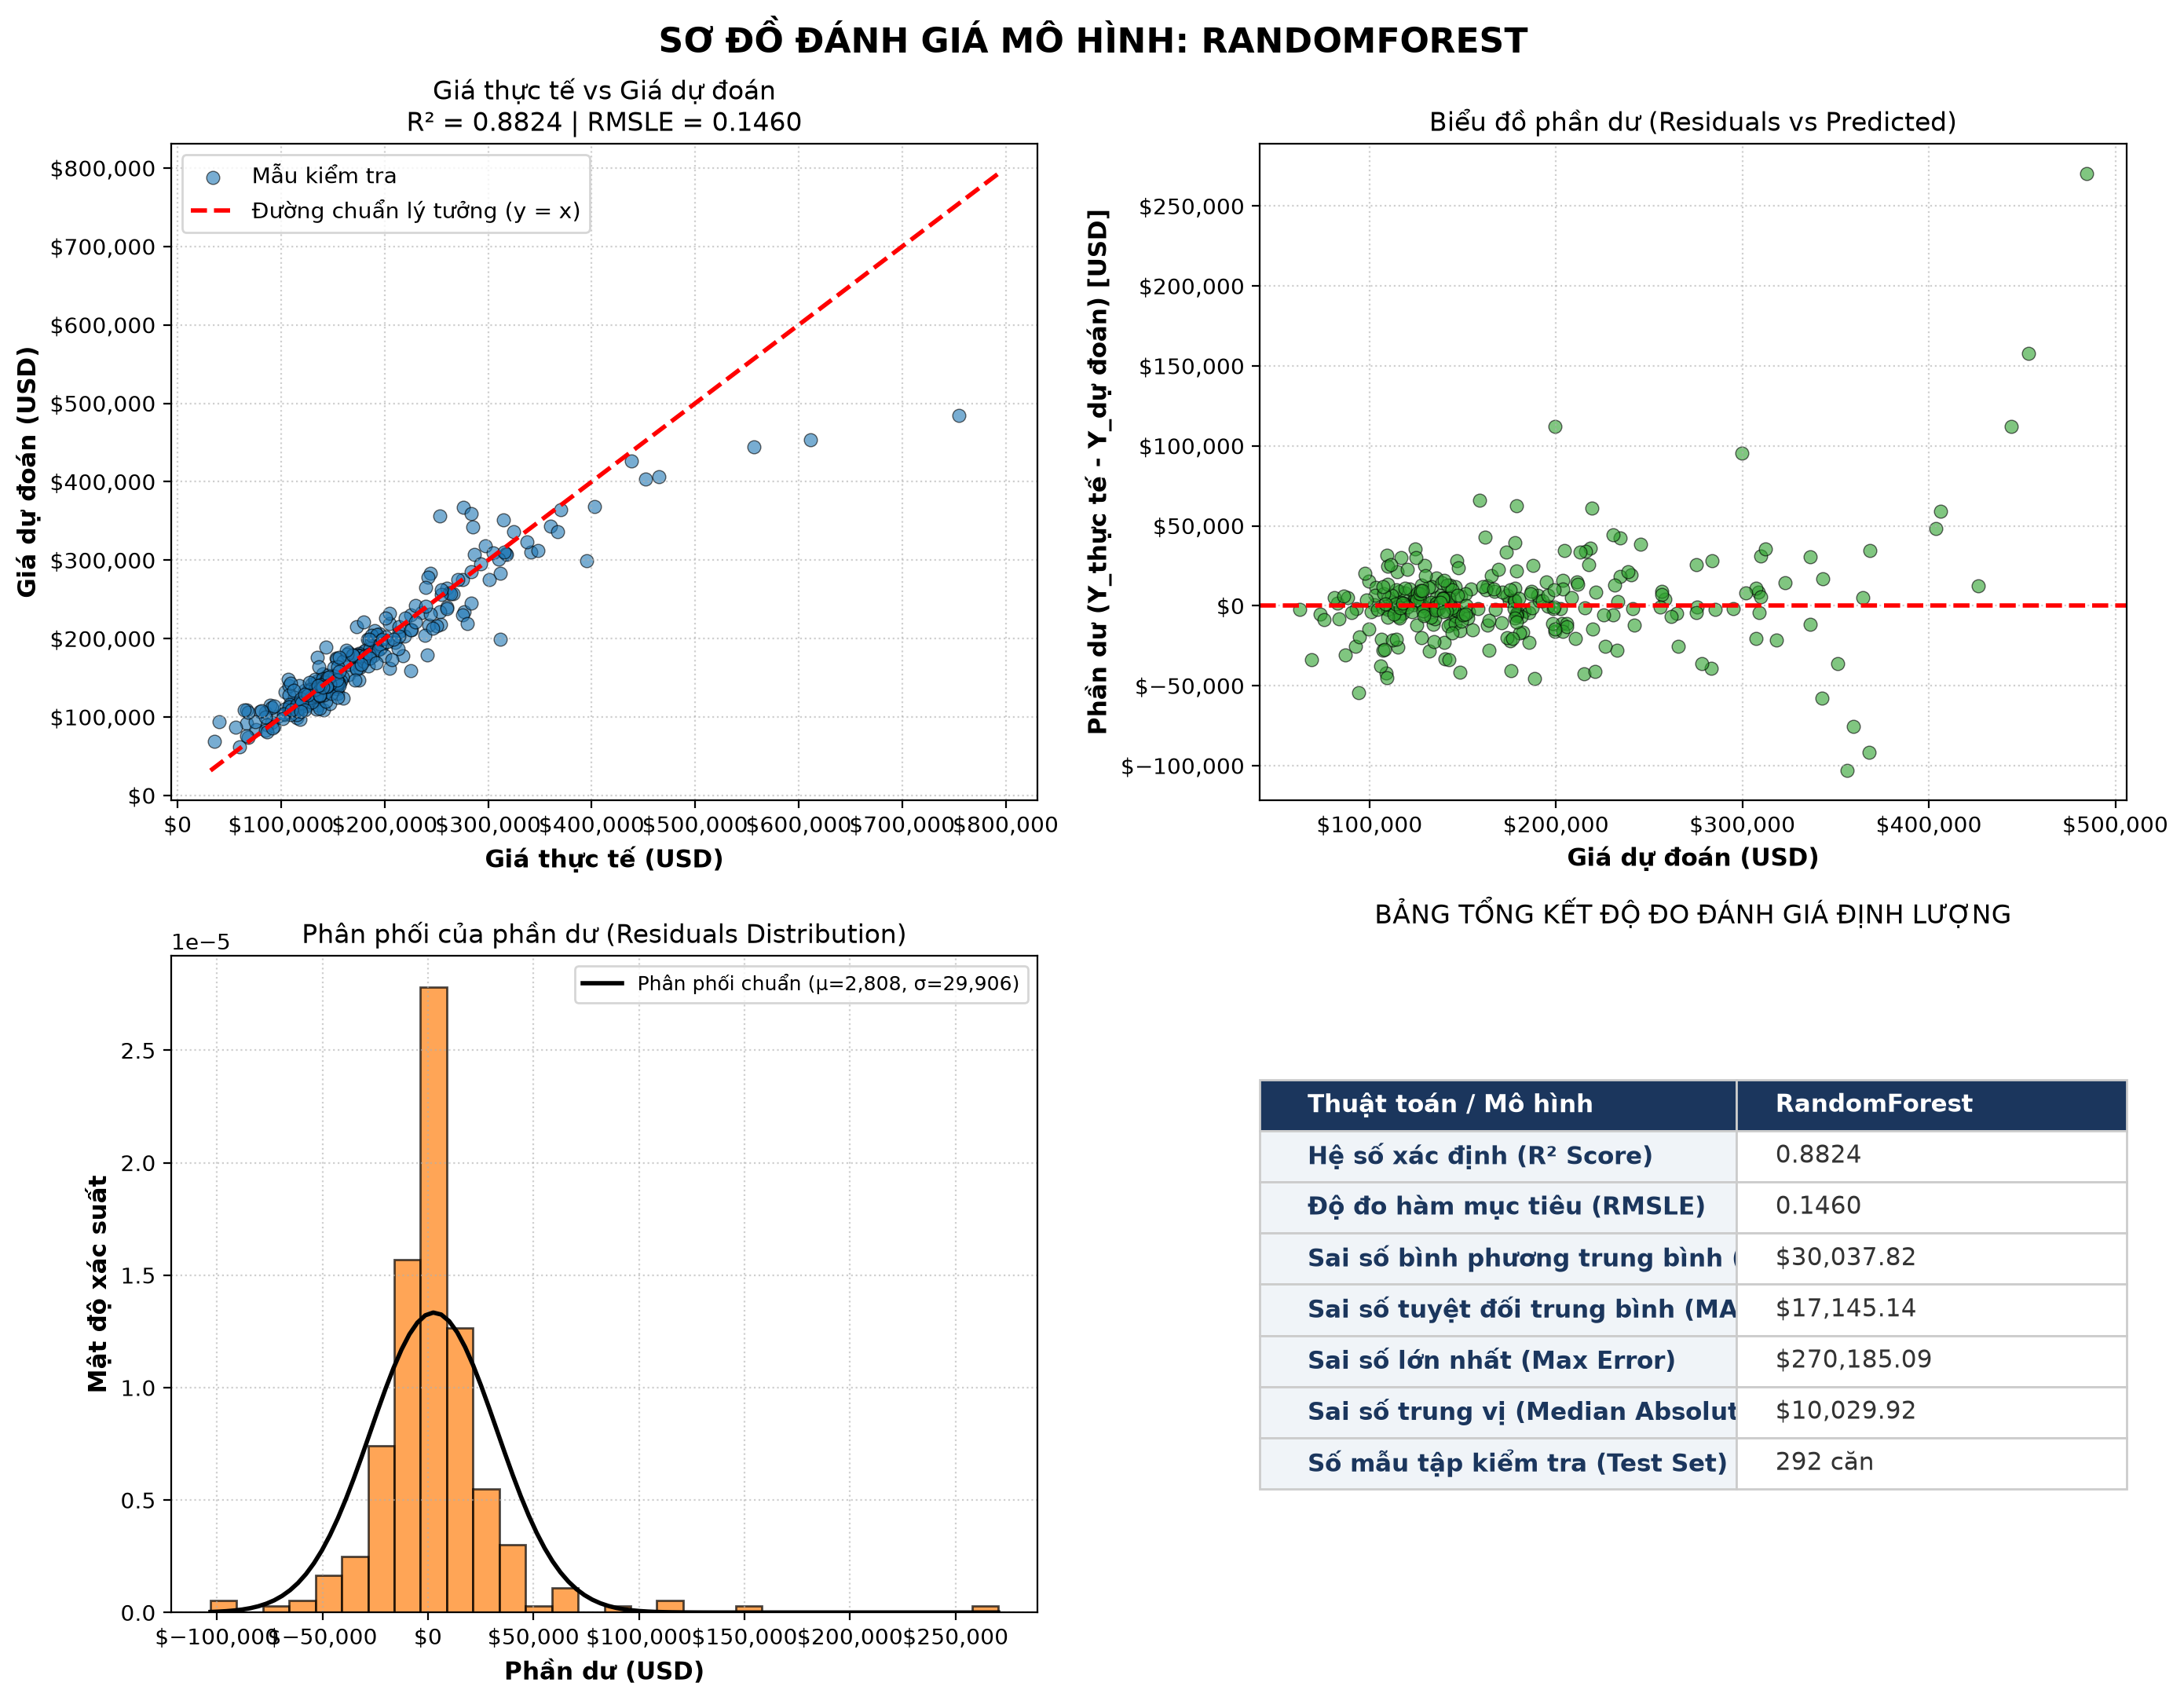 SƠ ĐỒ ĐÁNH GIÁ MÔ HÌNH: RANDOMFOREST
Giá thực tế vs Giá dự đoán
R² = 0.8824 | RMSLE = 0.1460
Mẫu kiểm tra
Đường chuẩn lý tưởng (y = x)
$800,000
$700,000
$600,000
$500,000
$400,000
$300,000
$200,000
$100,000
$0
Giá dự đoán (USD)
$0 $100,000 $200,000 $300,000 $400,000 $500,000 $600,000 $700,000 $800,000
Giá thực tế (USD)
Biểu đồ phần dư (Residuals vs Predicted)
$250,000
$200,000
$150,000
$100,000
$50,000
$0
$−50,000
$−100,000
Phần dư (Y_thực tế - Y_dự đoán) [USD]
$100,000 $200,000 $300,000 $400,000 $500,000
Giá dự đoán (USD)
Phân phối của phần dư (Residuals Distribution)
1e−5
Phân phối chuẩn (μ=2,808, σ=29,906)
2.5
2.0
1.5
1.0
0.5
0.0
Mật độ xác suất
$−100,000 $−50,000 $0 $50,000 $100,000 $150,000 $200,000 $250,000
Phần dư (USD)
BẢNG TỔNG KẾT ĐỘ ĐO ĐÁNH GIÁ ĐỊNH LƯỢNG
Thuật toán / Mô hình RandomForest
Hệ số xác định (R² Score) 0.8824
Độ đo hàm mục tiêu (RMSLE) 0.1460
Sai số bình phương trung bình ( $30,037.82
Sai số tuyệt đối trung bình (MA $17,145.14
Sai số lớn nhất (Max Error) $270,185.09
Sai số trung vị (Median Absolut $10,029.92
Số mẫu tập kiểm tra (Test Set) 292 căn